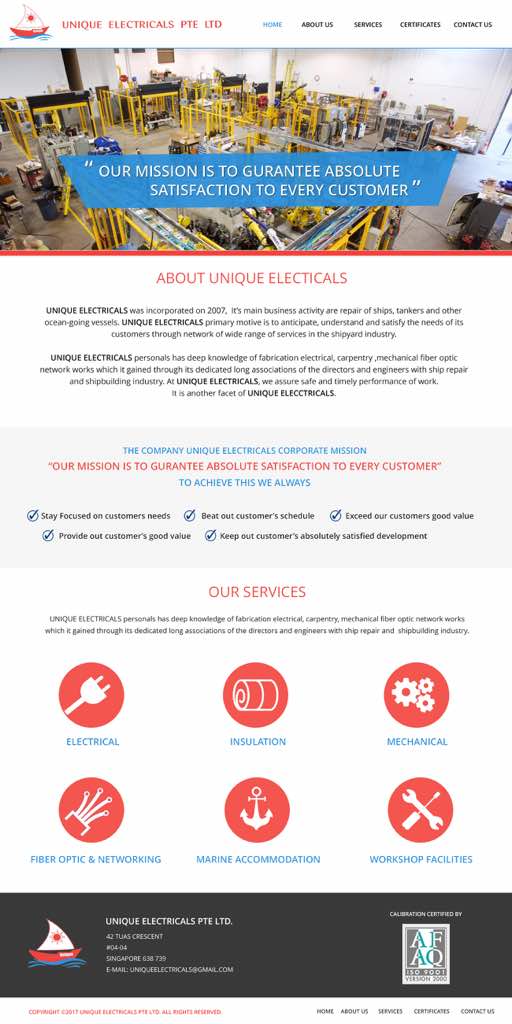 UNIQUE ELECTRICALS PTE LTD
HOME ABOUT US SERVICES CERTIFICATES CONTACT US
“ OUR MISSION IS TO GURANTEE ABSOLUTE
SATISFACTION TO EVERY CUSTOMER ”
ABOUT UNIQUE ELECTICALS
UNIQUE ELECTRICALS was incorporated on 2007, It's main business activity are repair of ships, tankers and other
ocean-going vessels. UNIQUE ELECTRICALS primary motive is to anticipate, understand and satisfy the needs of its
customers through network of wide range of services in the shipyard industry.
UNIQUE ELECTRICALS personals has deep knowledge of fabrication electrical, carpentry ,mechanical fiber optic
network works which it gained through its dedicated long associations of the directors and engineers with ship repair
and shipbuilding industry. At UNIQUE ELECTRICALS, we assure safe and timely performance of work.
It is another facet of UNIQUE ELECCTRICALS.
THE COMPANY UNIQUE ELECTRICALS CORPORATE MISSION
“OUR MISSION IS TO GURANTEE ABSOLUTE SATISFACTION TO EVERY CUSTOMER”
TO ACHIEVE THIS WE ALWAYS
Stay Focused on customers needs Beat out customer's schedule Exceed our customers good value
Provide out customer's good value Keep out customer's absolutely satisfied development
OUR SERVICES
UNIQUE ELECTRICALS personals has deep knowledge of fabrication electrical, carpentry, mechanical fiber optic network works
which it gained through its dedicated long associations of the directors and engineers with ship repair and shipbuilding industry.
ELECTRICAL INSULATION MECHANICAL
FIBER OPTIC & NETWORKING MARINE ACCOMMODATION WORKSHOP FACILITIES
UNIQUE ELECTRICALS PTE LTD.
42 TUAS CRESCENT
#04-04
SINGAPORE 638 739
E-MAIL: UNIQUEELECTRICALS@GMAIL.COM
CALIBRATION CERTIFIED BY
AF
AQ
ISO 9001
VERSION 2000
COPYRIGHT ©2017 UNIQUE ELECTRICALS PTE LTD. ALL RIGHTS RESERVED.
HOME ABOUT US SERVICES CERTIFICATES CONTACT US